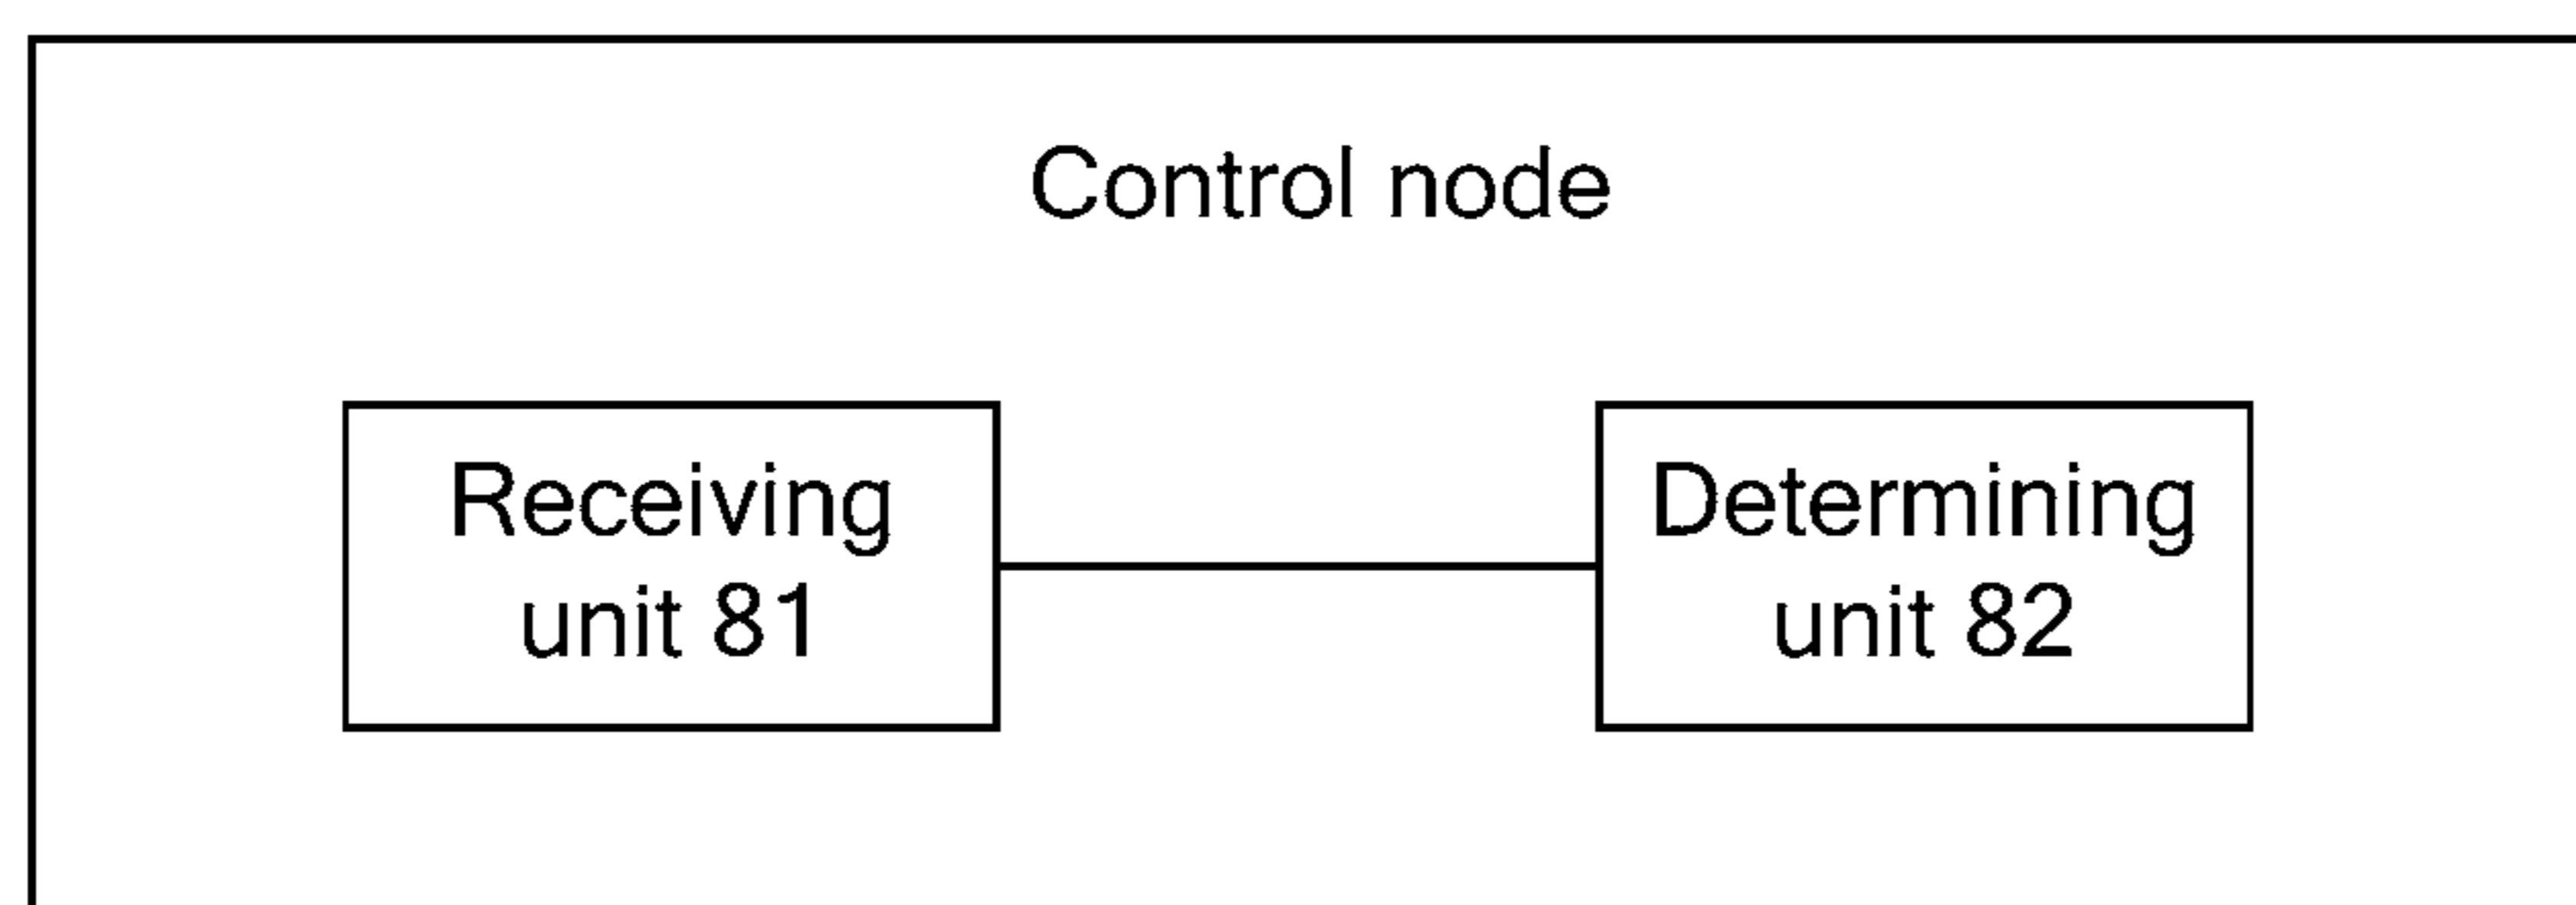 Control node
Receiving
unit 81
Determining
unit 82